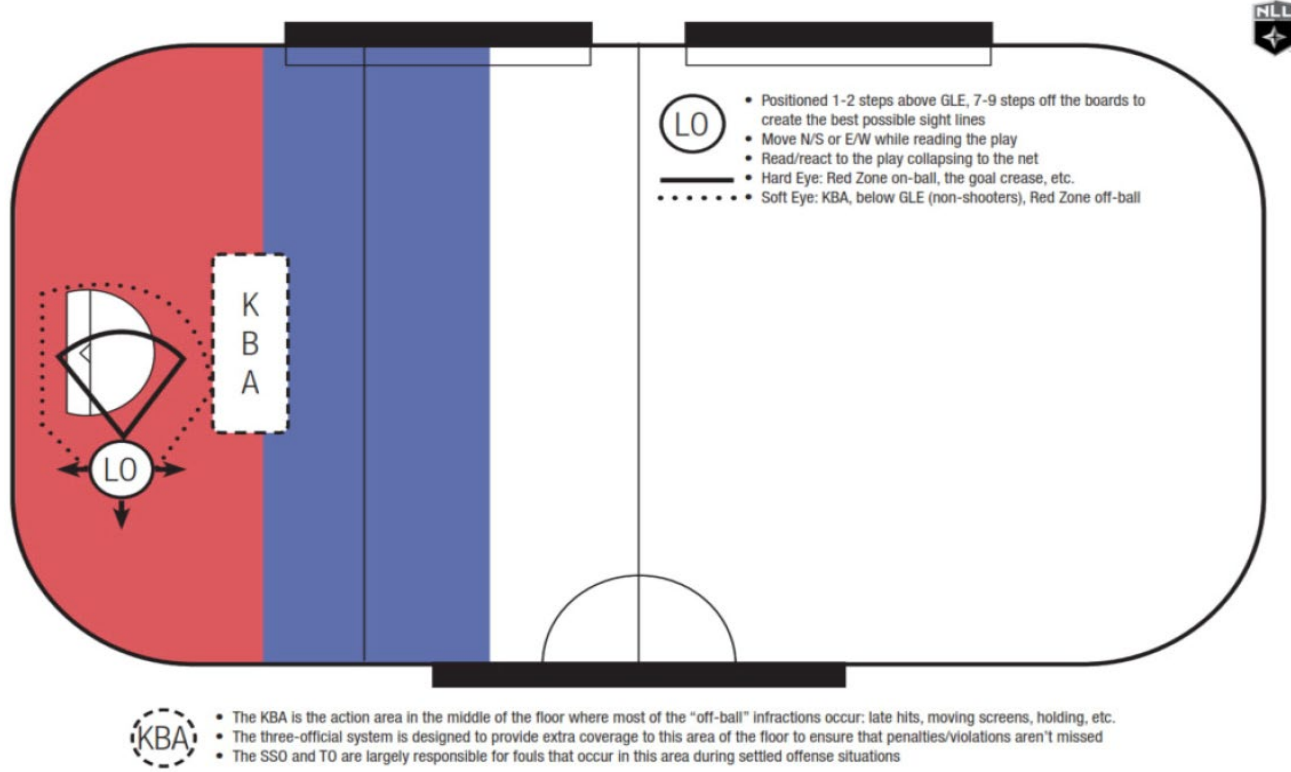 NLL
LO
• Positioned 1-2 steps above GLE, 7-9 steps off the boards to
create the best possible sight lines
• Move N/S or E/W while reading the play
• Read/react to the play collapsing to the net
• Hard Eye: Red Zone on-ball, the goal crease, etc.
• Soft Eye: KBA, below GLE (non-shooters), Red Zone off-ball
K
B
A
LO
KBA
• The KBA is the action area in the middle of the floor where most of the “off-ball” infractions occur: late hits, moving screens, holding, etc.
• The three-official system is designed to provide extra coverage to this area of the floor to ensure that penalties/violations aren’t missed
• The SSO and TO are largely responsible for fouls that occur in this area during settled offense situations